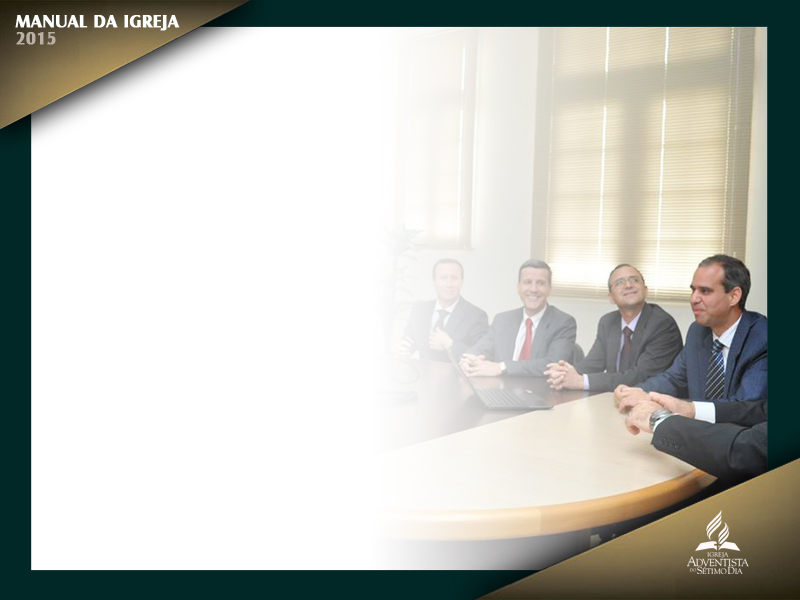 MANUAL DA IGREJA
2015
IGREJA
ADVENTISTA
DO SÉTIMO DIA